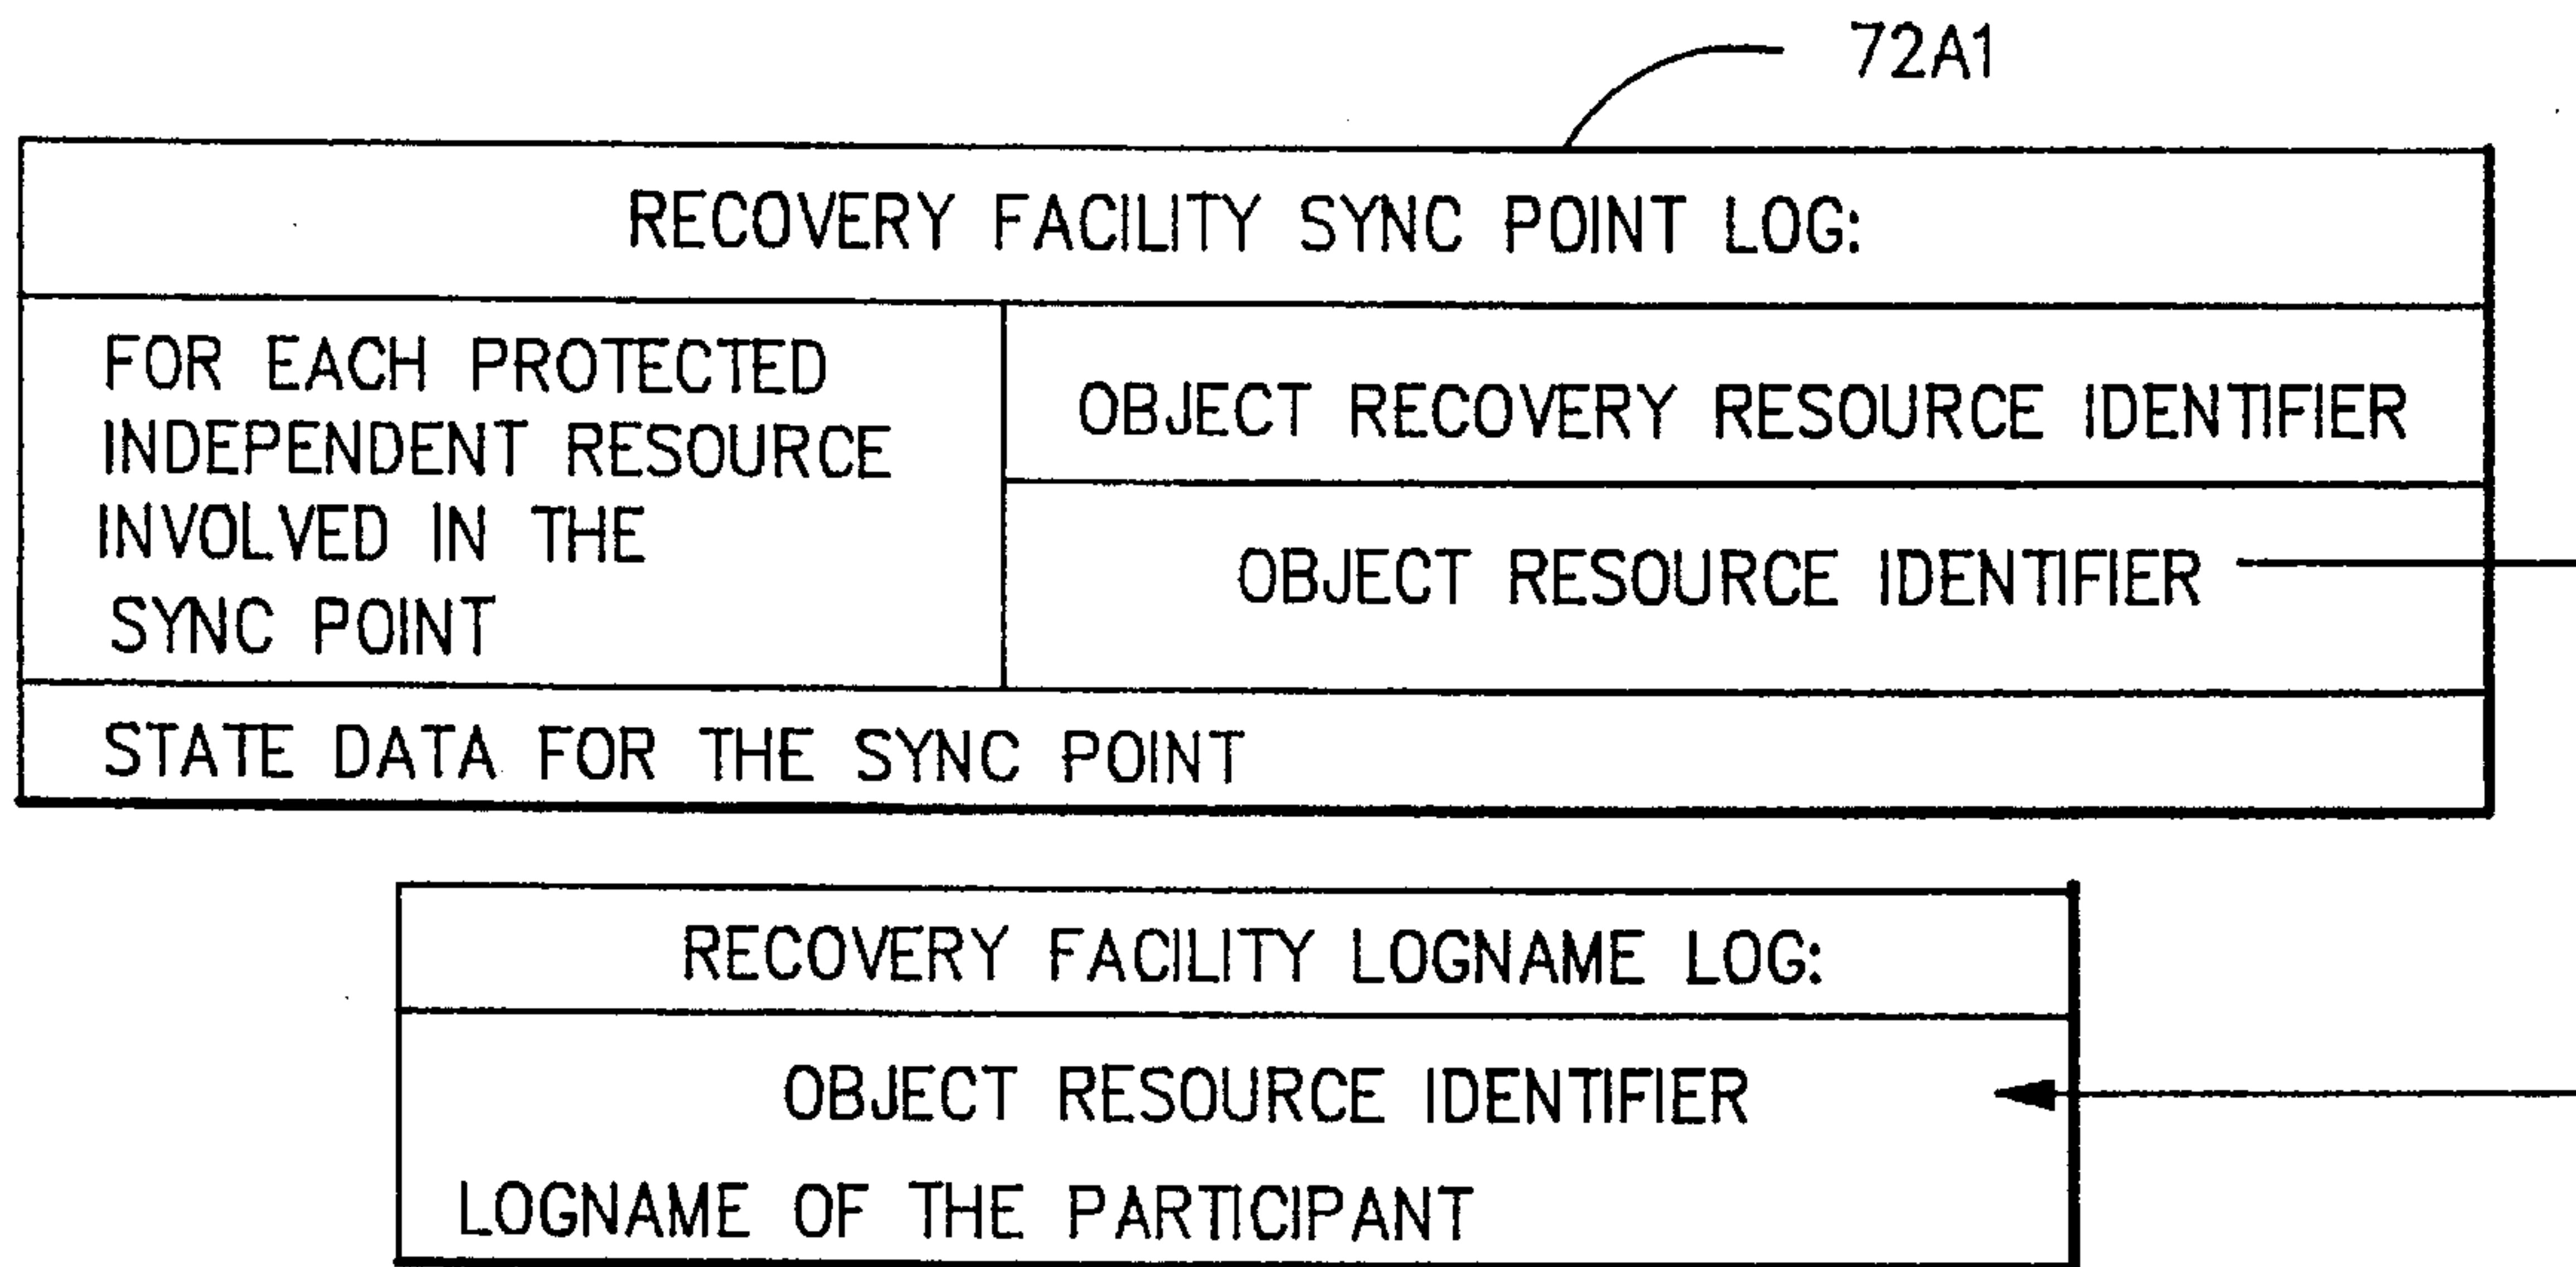 72A1
RECOVERY FACILITY SYNC POINT LOG:
FOR EACH PROTECTED
INDEPENDENT RESOURCE
INVOLVED IN THE
SYNC POINT
OBJECT RECOVERY RESOURCE IDENTIFIER
OBJECT RESOURCE IDENTIFIER
STATE DATA FOR THE SYNC POINT
RECOVERY FACILITY LOGNAME LOG:
OBJECT RESOURCE IDENTIFIER
LOGNAME OF THE PARTICIPANT